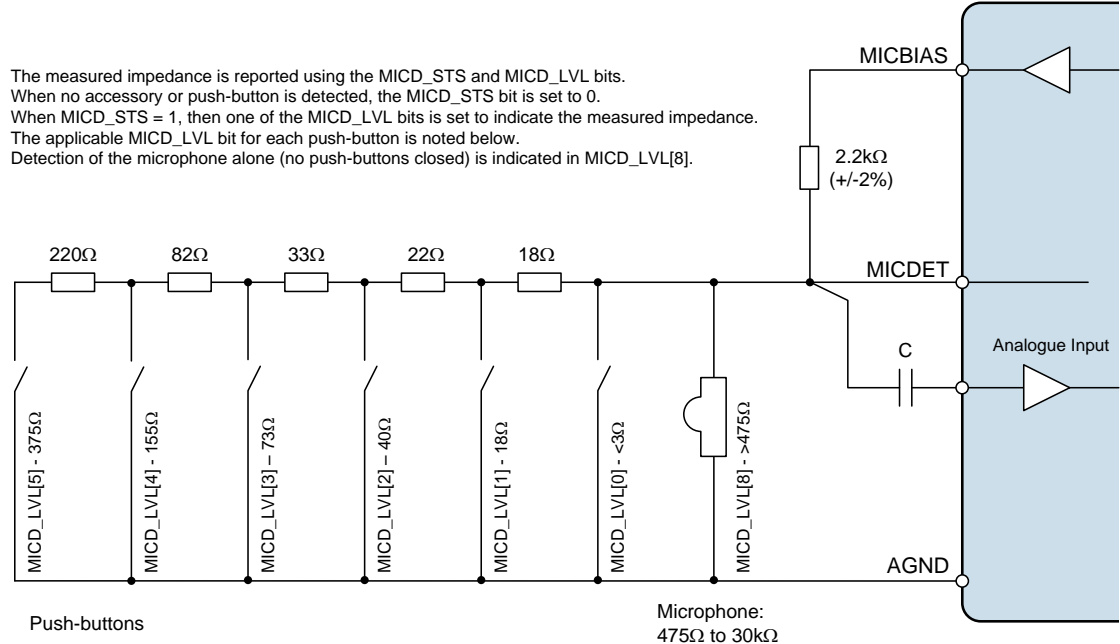 MICBIAS
The measured impedance is reported using the MICD_STS and MICD_LVL bits.
When no accessory or push-button is detected, the MICD_STS bit is set to 0.
When MICD_STS = 1, then one of the MICD_LVL bits is set to indicate the measured impedance.
The applicable MICD_LVL bit for each push-button is noted below.
Detection of the microphone alone (no push-buttons closed) is indicated in MICD_LVL[8].
2.2kΩ
(+/-2%)
220Ω
82Ω
33Ω
22Ω
18Ω
MICDET
C
Analogue Input
MICD_LVL[5] - 375Ω
MICD_LVL[4] - 155Ω
MICD_LVL[3] – 73Ω
MICD_LVL[2] – 40Ω
MICD_LVL[1] - 18Ω
MICD_LVL[0] - <3Ω
MICD_LVL[8] - >475Ω
AGND
Push-buttons
Microphone:
475Ω to 30kΩ